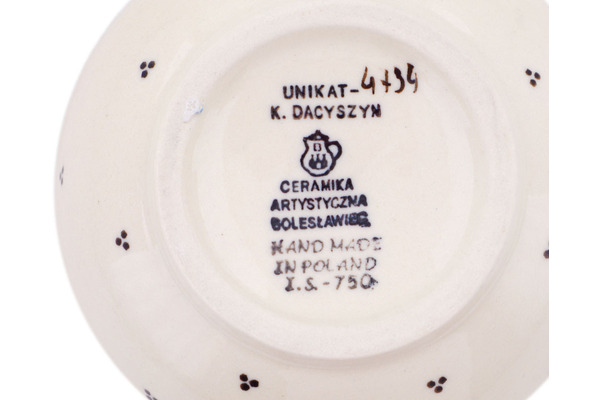 UNIKAT-4734
K. DACYSZYN
B
CERAMIKA
ARTYSTYCZNA
BOLESŁAWIEC
HAND MADE
IN POLAND
I.S.-750